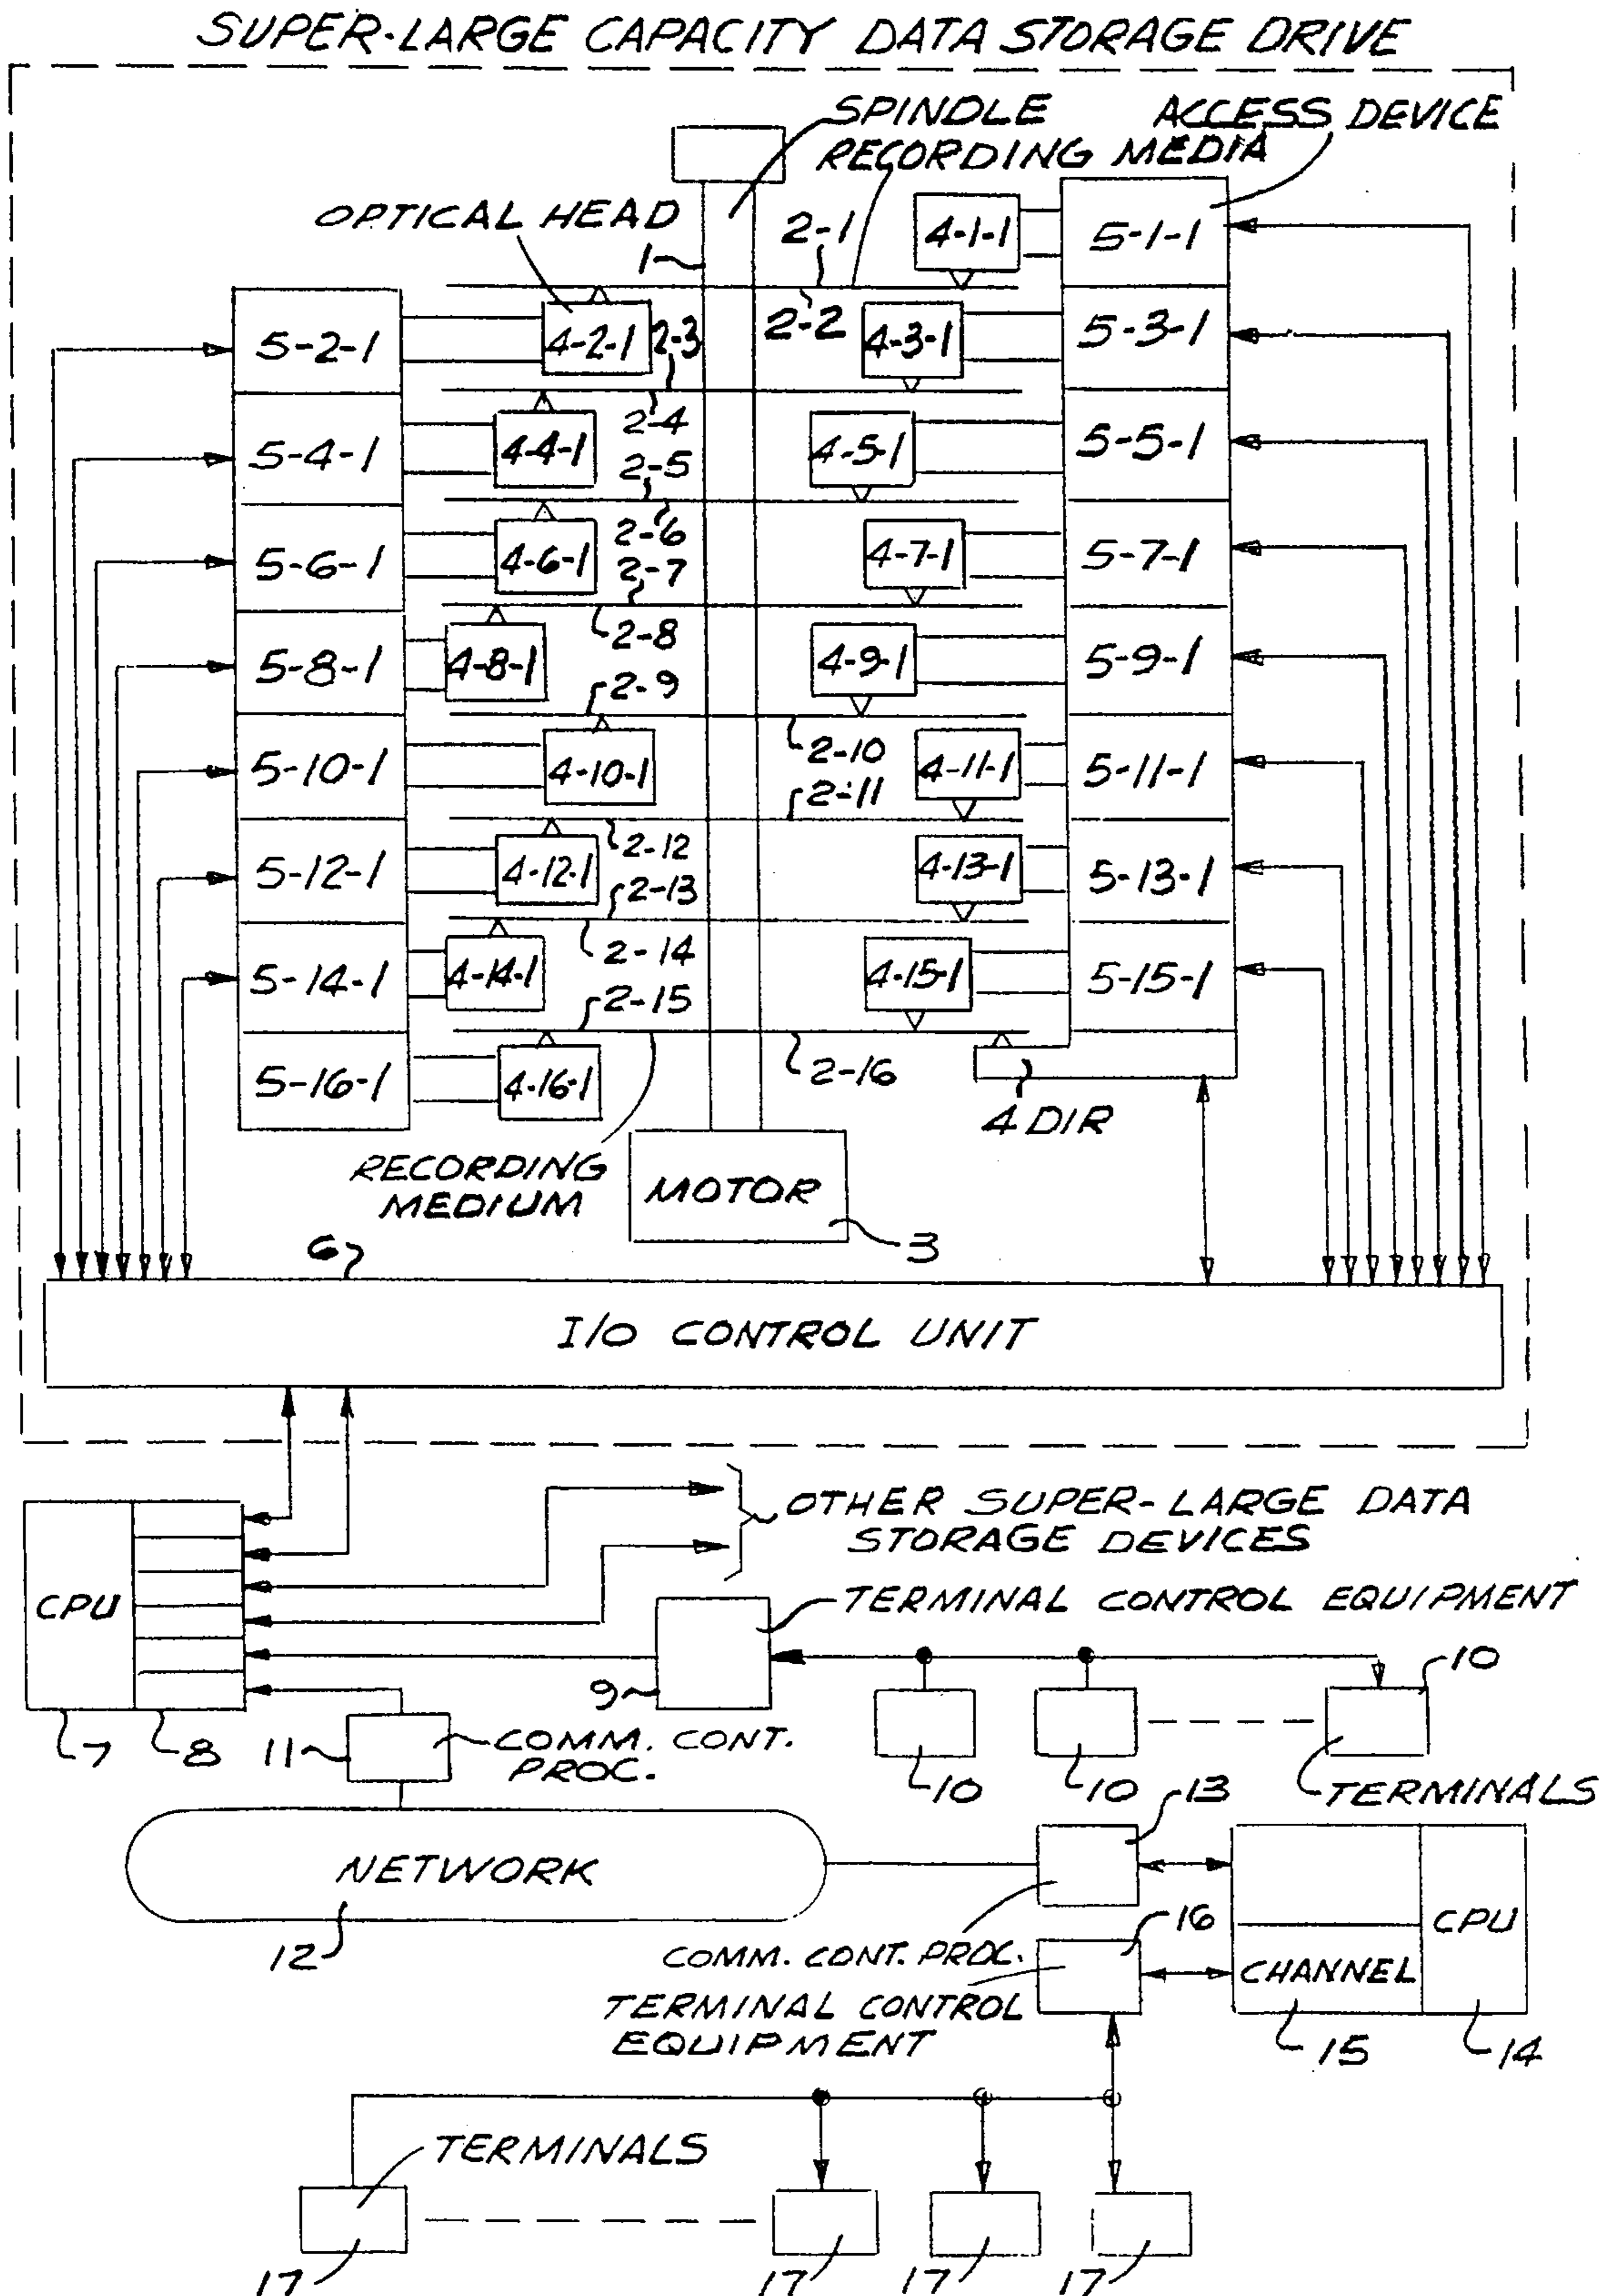 SUPER-LARGE CAPACITY DATA STORAGE DRIVE
SPINDLE
ACCESS DEVICE
RECORDING MEDIA
OPTICAL HEAD
1
2-1
4-1-1
5-1-1
5-2-1
4-2-1
2-3
2-2
4-3-1
5-3-1
5-4-1
4-4-1
2-4
2-5
4-5-1
5-5-1
5-6-1
4-6-1
2-6
2-7
4-7-1
5-7-1
5-8-1
4-8-1
2-8
2-9
4-9-1
5-9-1
5-10-1
4-10-1
2-10
2-11
4-11-1
5-11-1
5-12-1
4-12-1
2-12
2-13
4-13-1
5-13-1
5-14-1
4-14-1
2-14
2-15
4-15-1
5-15-1
5-16-1
4-16-1
2-16
4 DIR
RECORDING
MEDIUM
MOTOR
3
6
I/O CONTROL UNIT
OTHER SUPER-LARGE DATA
STORAGE DEVICES
CPU
TERMINAL CONTROL EQUIPMENT
9
10
7
8
11
COMM. CONT.
PROC.
10
10
TERMINALS
13
NETWORK
12
COMM. CONT. PROC.
16
CPU
CHANNEL
TERMINAL CONTROL
EQUIPMENT
15
14
TERMINALS
17
17
17
17